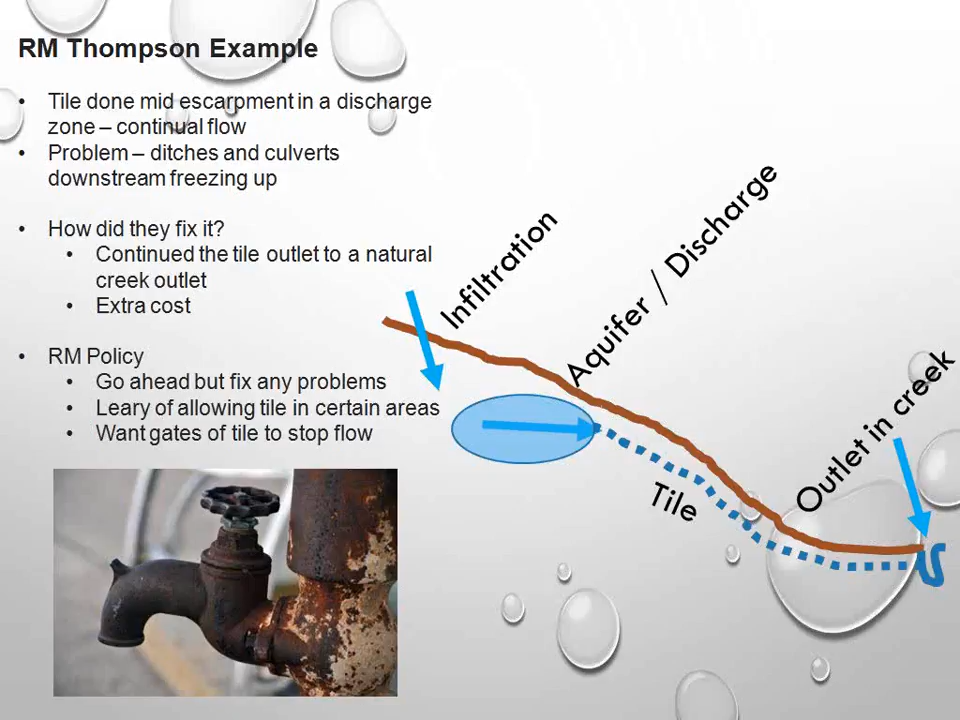 RM Thompson Example
• Tile done mid escarpment in a discharge
zone – continual flow
• Problem – ditches and culverts
downstream freezing up
• How did they fix it?
• Continued the tile outlet to a natural
creek outlet
• Extra cost
• RM Policy
• Go ahead but fix any problems
• Leary of allowing tile in certain areas
• Want gates of tile to stop flow
Infiltration
Aquifer / Discharge
Tile
Outlet in creek